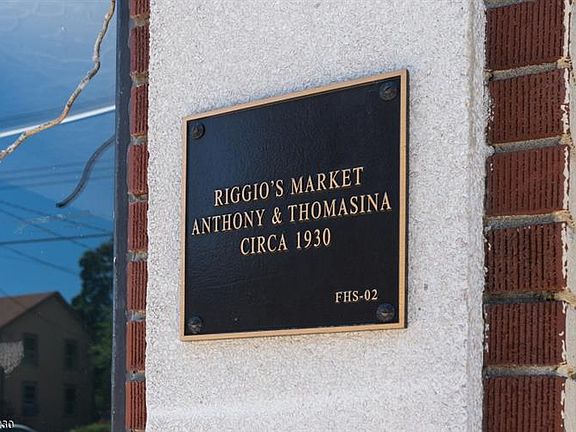 RIGGIO'S MARKET
ANTHONY & THOMASINA
CIRCA 1930
FHS-02